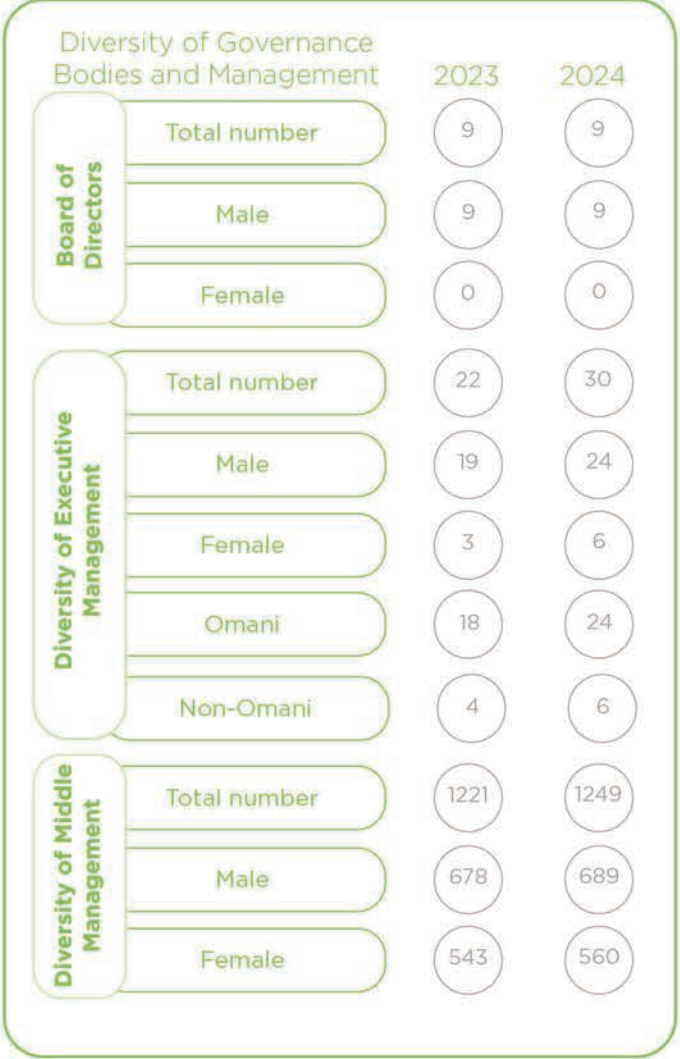 Diversity of Governance
Bodies and Management 2023 2024
Board of
Directors
Total number 9 9
Male 9 9
Female 0 0
Diversity of Executive
Management
Total number 22 30
Male 19 24
Female 3 6
Omani 18 24
Non-Omani 4 6
Diversity of Middle
Management
Total number 1221 1249
Male 678 689
Female 543 560